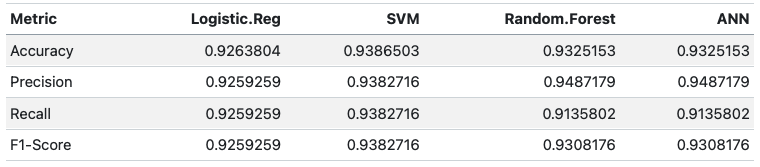 Metric Logistic.Reg SVM Random.Forest ANN
Accuracy 0.9263804 0.9386503 0.9325153 0.9325153
Precision 0.9259259 0.9382716 0.9487179 0.9487179
Recall 0.9259259 0.9382716 0.9135802 0.9135802
F1-Score 0.9259259 0.9382716 0.9308176 0.9308176